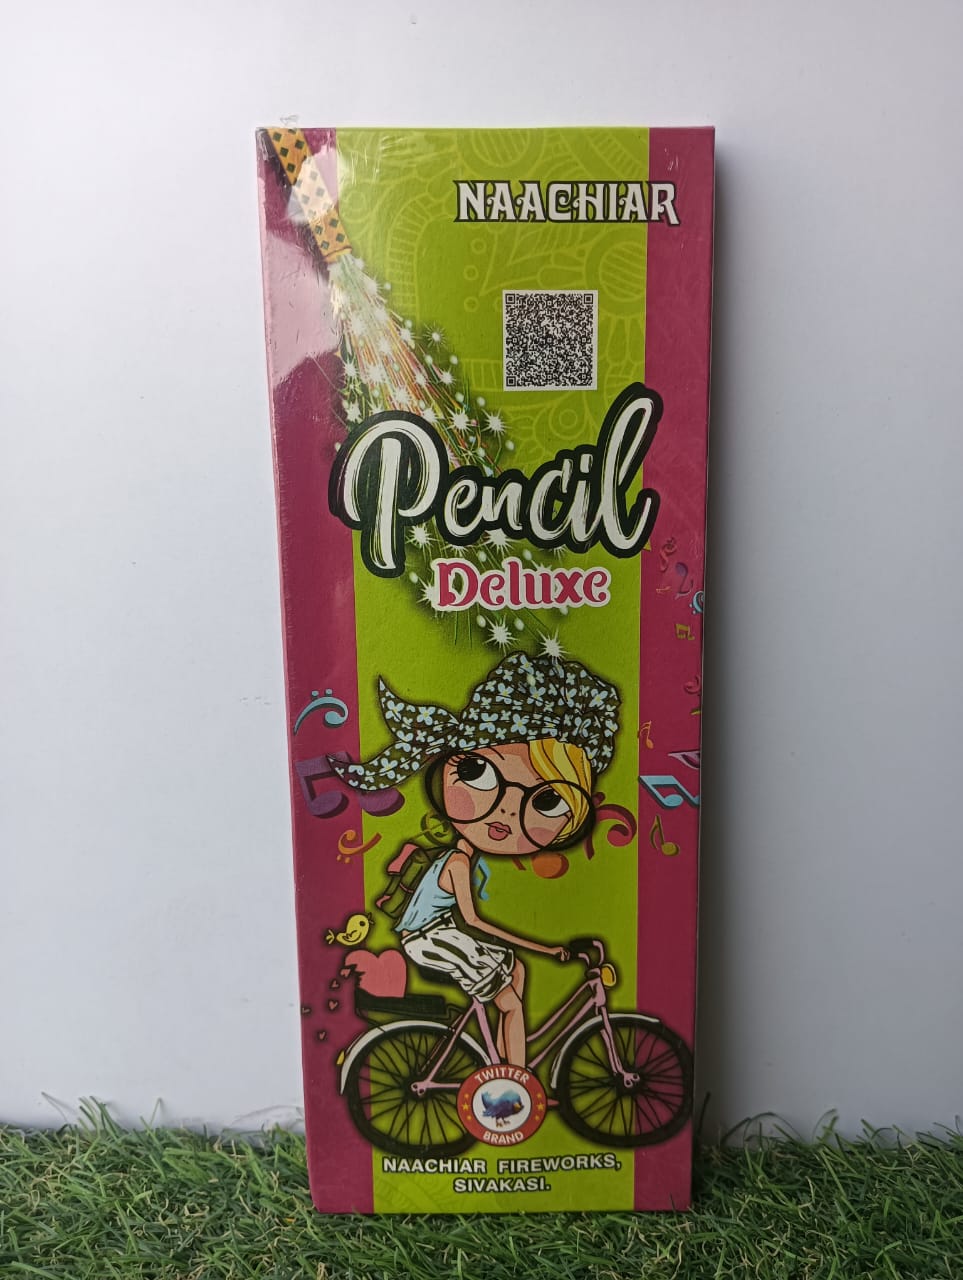 NAACHIAR
Pencil
Deluxe
TWITTER
BRAND
NAACHIAR FIREWORKS,
SIVAKASI.